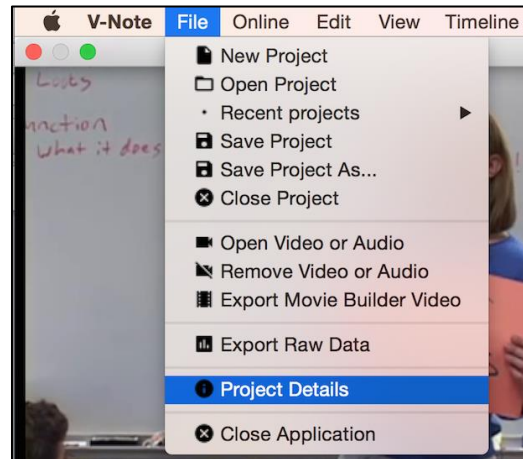 V-Note File Online Edit View Timeline
New Project
Open Project
Recent projects
Save Project
Save Project As...
Close Project
Open Video or Audio
Remove Video or Audio
Export Movie Builder Video
Export Raw Data
Project Details
Close Application
Looks
unction
What it does